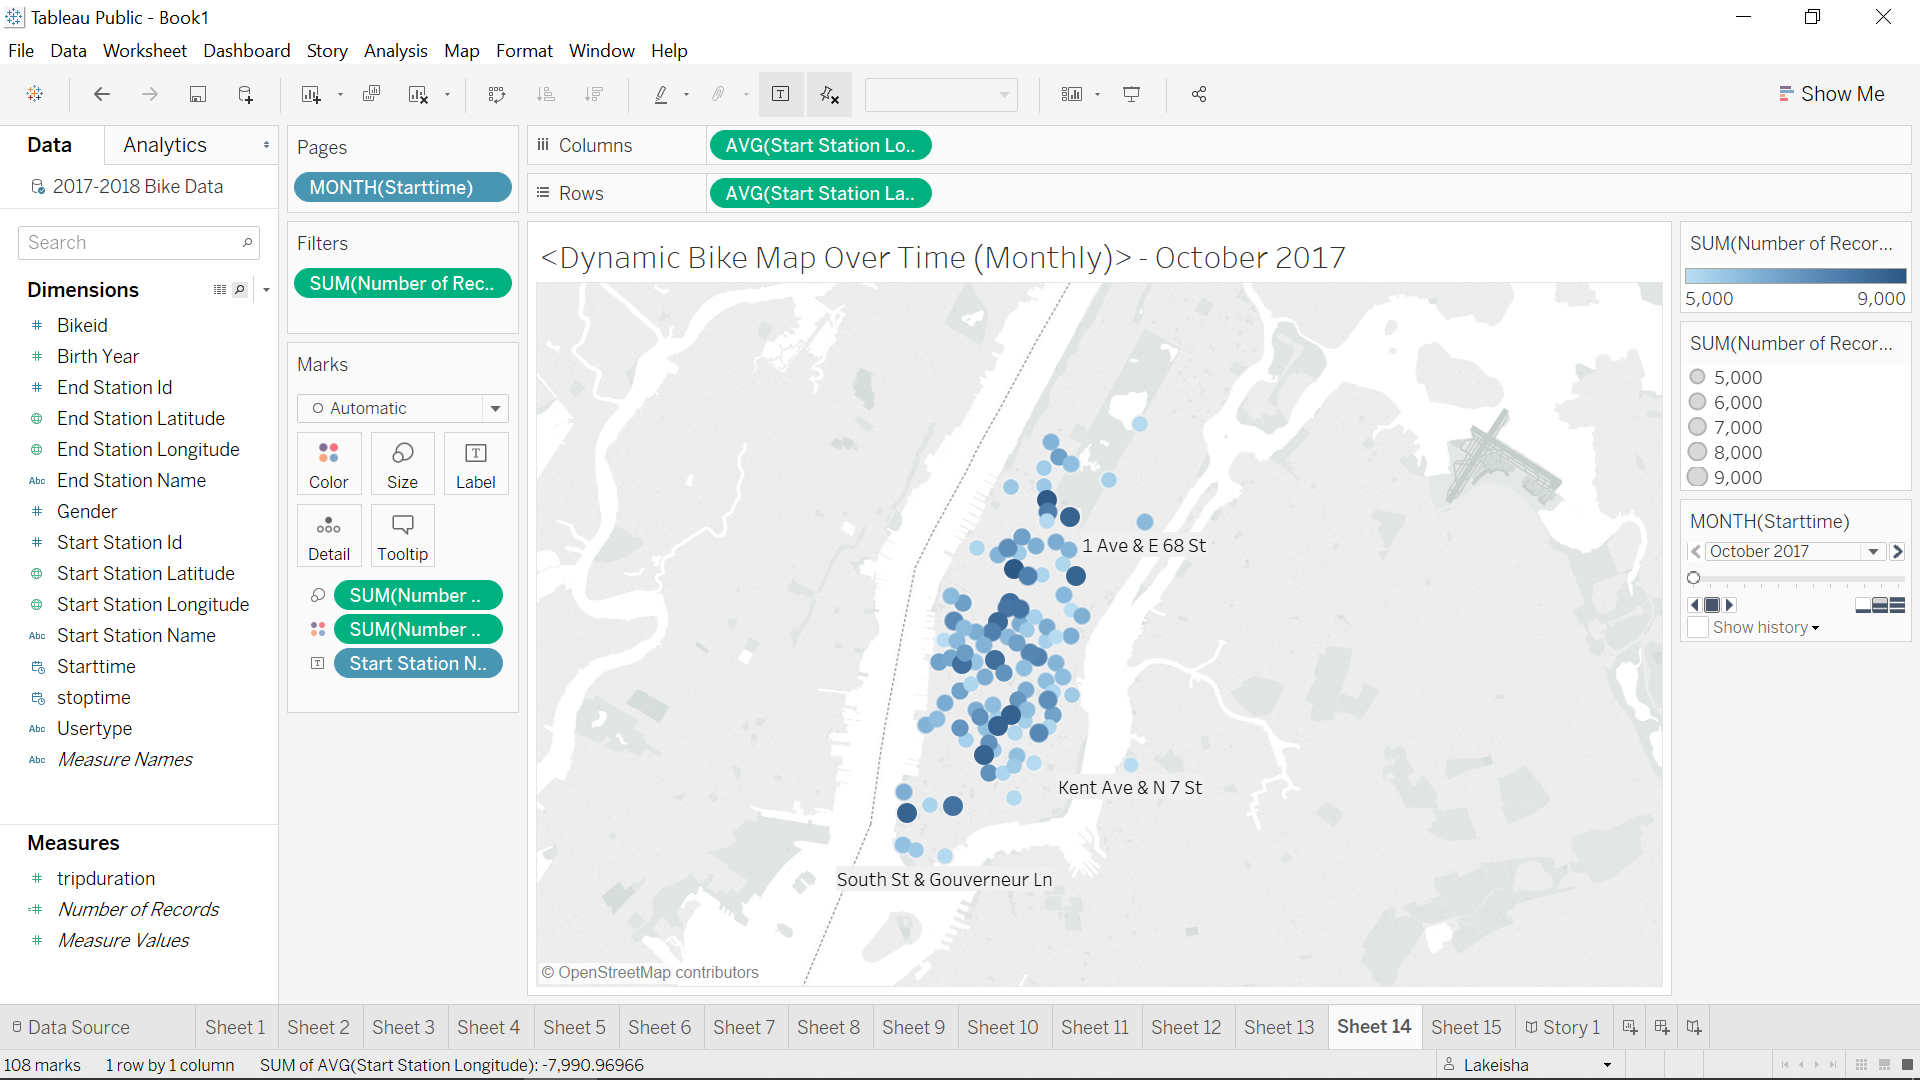 Tableau Public - Book1
File Data Worksheet Dashboard Story Analysis Map Format Window Help
Show Me
Data
Analytics
2017-2018 Bike Data
Search
Dimensions
Bikeid
Birth Year
End Station Id
End Station Latitude
End Station Longitude
Abc End Station Name
Gender
Start Station Id
Start Station Latitude
Start Station Longitude
Abc Start Station Name
Starttime
stoptime
Abc Usertype
Abc Measure Names
Measures
tripduration
Number of Records
Measure Values
Pages
MONTH(Starttime)
Filters
SUM(Number of Rec..
Marks
Automatic
Color Size Label
Detail Tooltip
SUM(Number ..
SUM(Number ..
Start Station N..
Columns AVG(Start Station Lo..
Rows AVG(Start Station La..
<Dynamic Bike Map Over Time (Monthly)> - October 2017
1 Ave & E 68 St
Kent Ave & N 7 St
South St & Gouverneur Ln
© OpenStreetMap contributors
SUM(Number of Recor...
5,000 9,000
SUM(Number of Recor...
5,000
6,000
7,000
8,000
9,000
MONTH(Starttime)
October 2017
Show history
Data Source Sheet 1 Sheet 2 Sheet 3 Sheet 4 Sheet 5 Sheet 6 Sheet 7 Sheet 8 Sheet 9 Sheet 10 Sheet 11 Sheet 12 Sheet 13 Sheet 14 Sheet 15 Story 1
108 marks 1 row by 1 column SUM of AVG(Start Station Longitude): -7,990.96966
Lakeisha